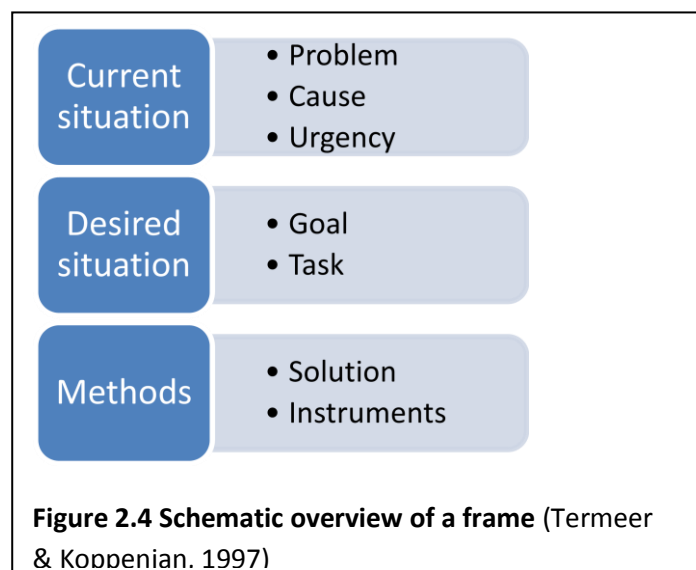 Current
situation
• Problem
• Cause
• Urgency
Desired
situation
• Goal
• Task
Methods
• Solution
• Instruments
Figure 2.4 Schematic overview of a frame (Termeer
& Koppenjan, 1997)